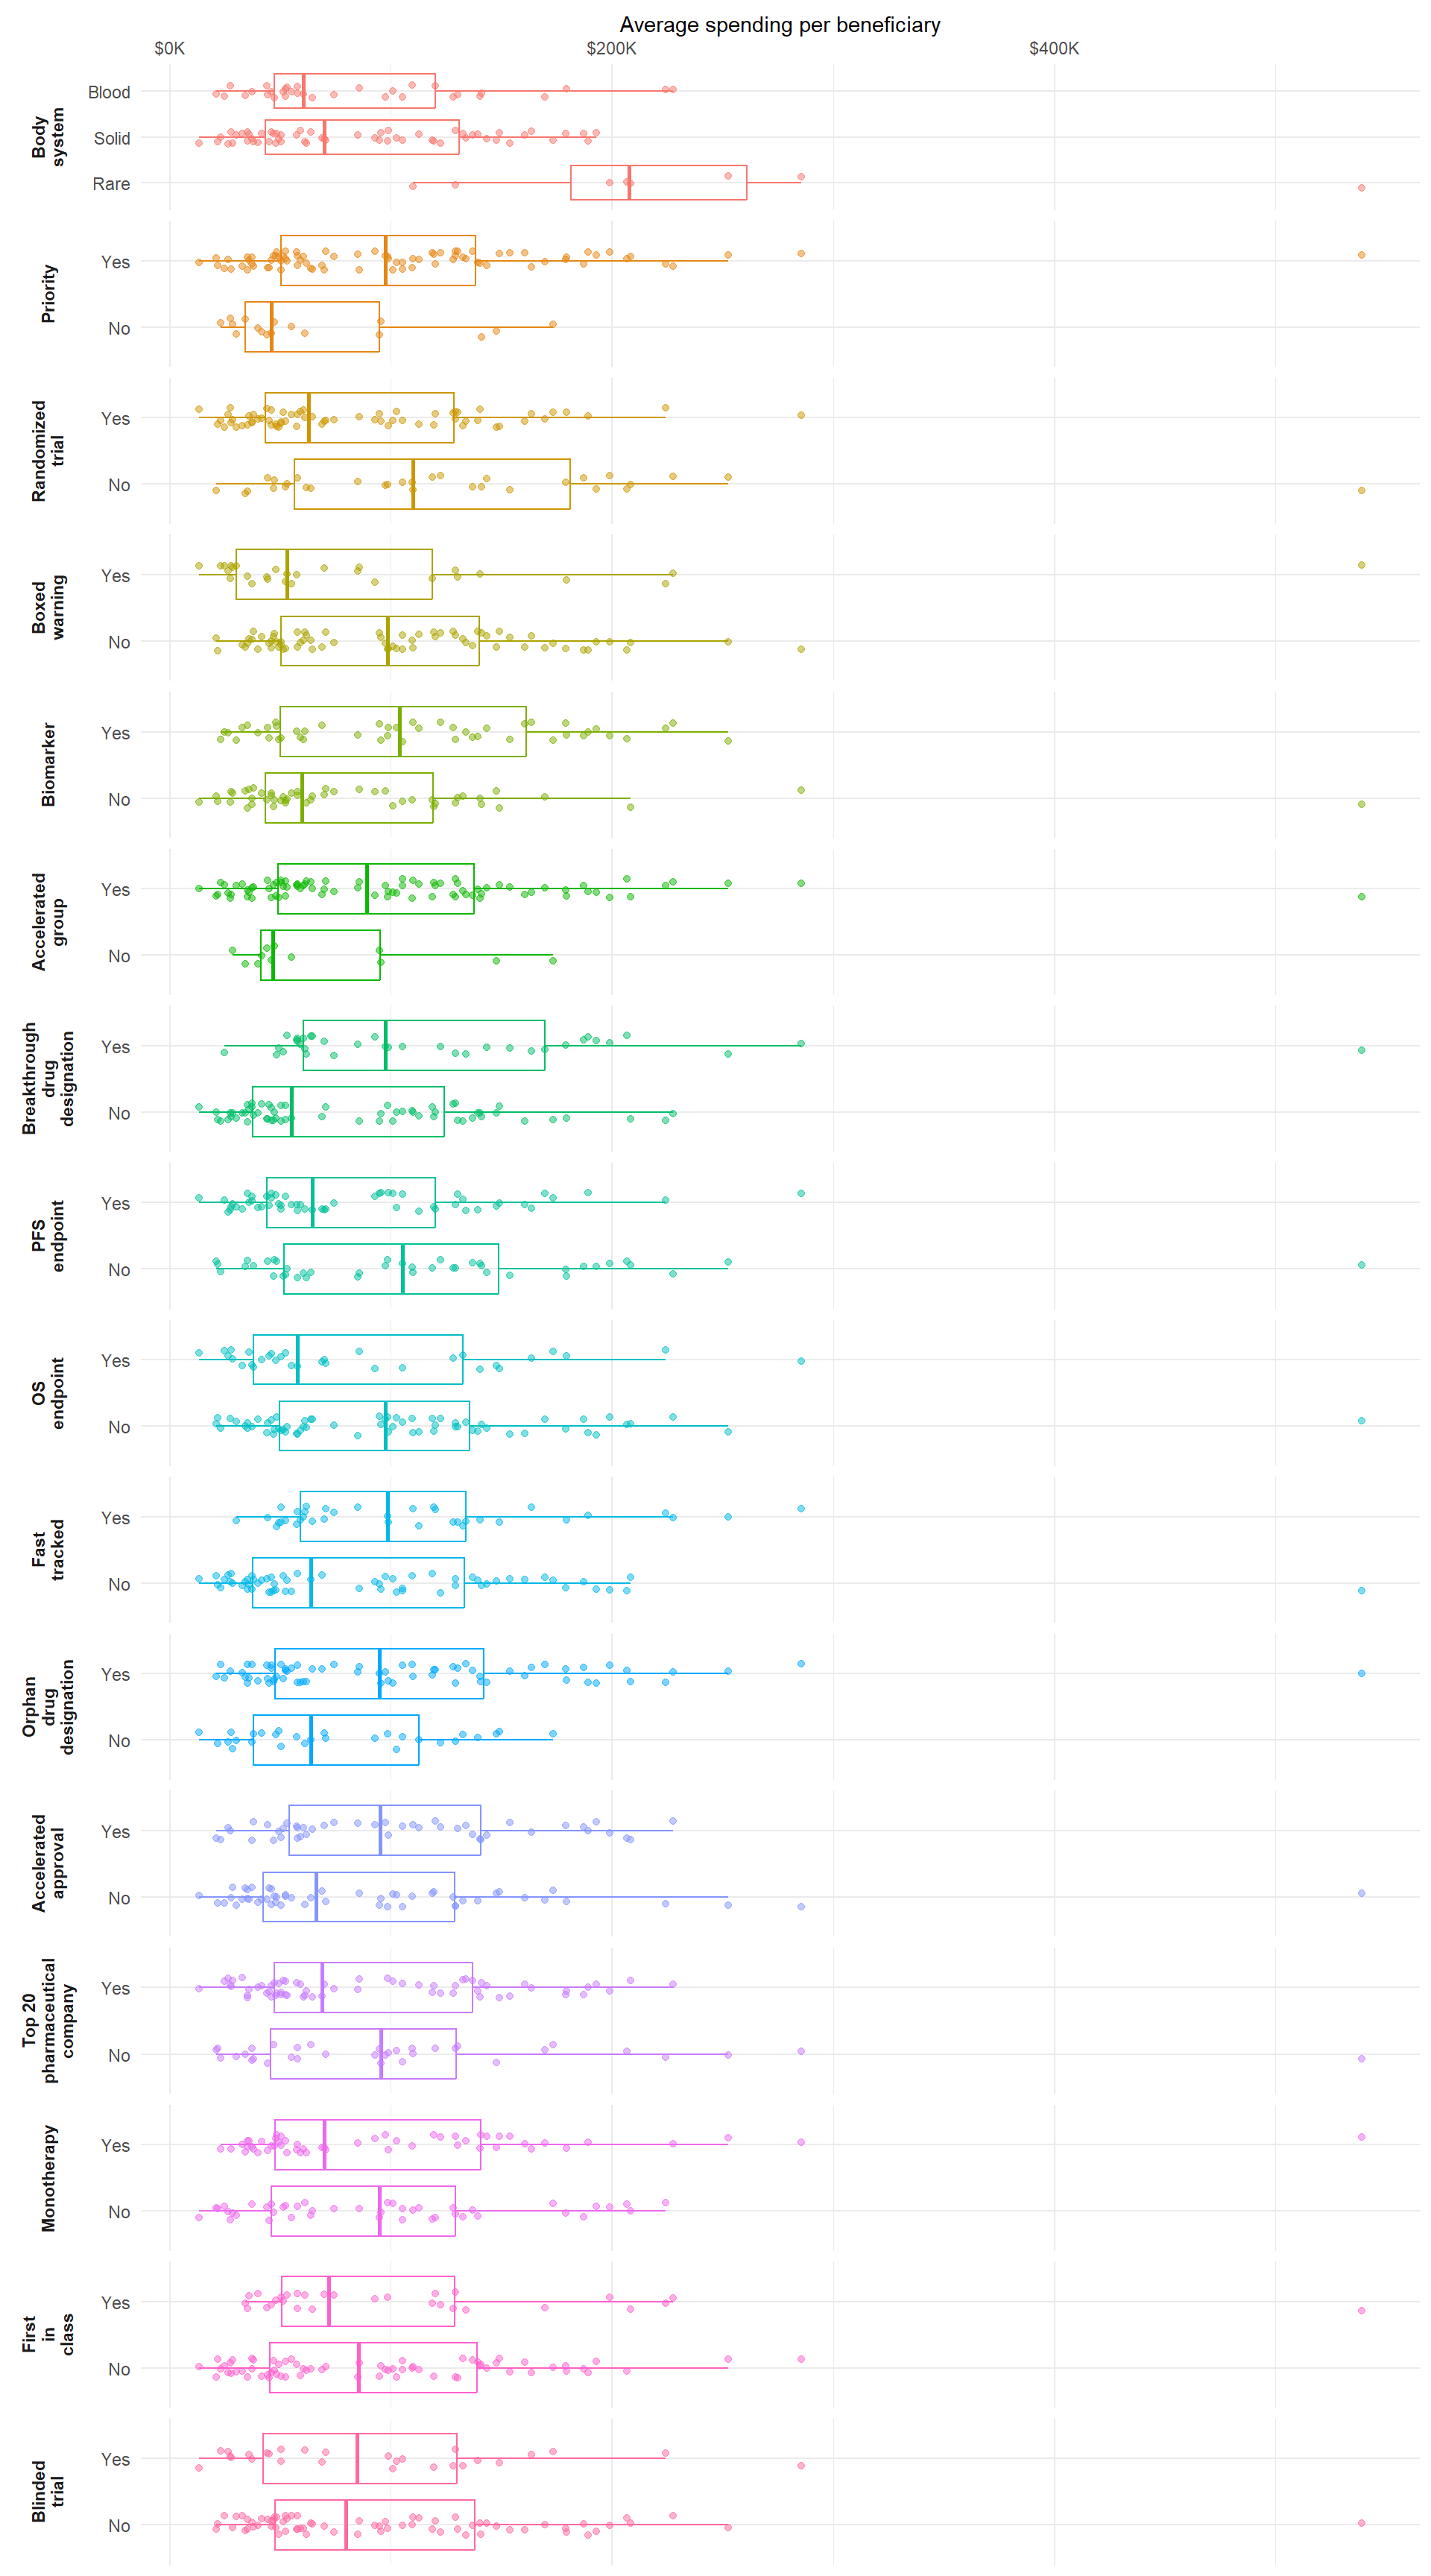 Average spending per beneficiary
$0K $200K $400K
Body
system
Blood
Solid
Rare
Priority
Yes
No
Randomized
trial
Yes
No
Boxed
warning
Yes
No
Biomarker
Yes
No
Accelerated
group
Yes
No
Breakthrough
drug
designation
Yes
No
PFS
endpoint
Yes
No
OS
endpoint
Yes
No
Fast
tracked
Yes
No
Orphan
drug
designation
Yes
No
Accelerated
approval
Yes
No
Top 20
pharmaceutical
company
Yes
No
Monotherapy
Yes
No
First
in
class
Yes
No
Blinded
trial
Yes
No